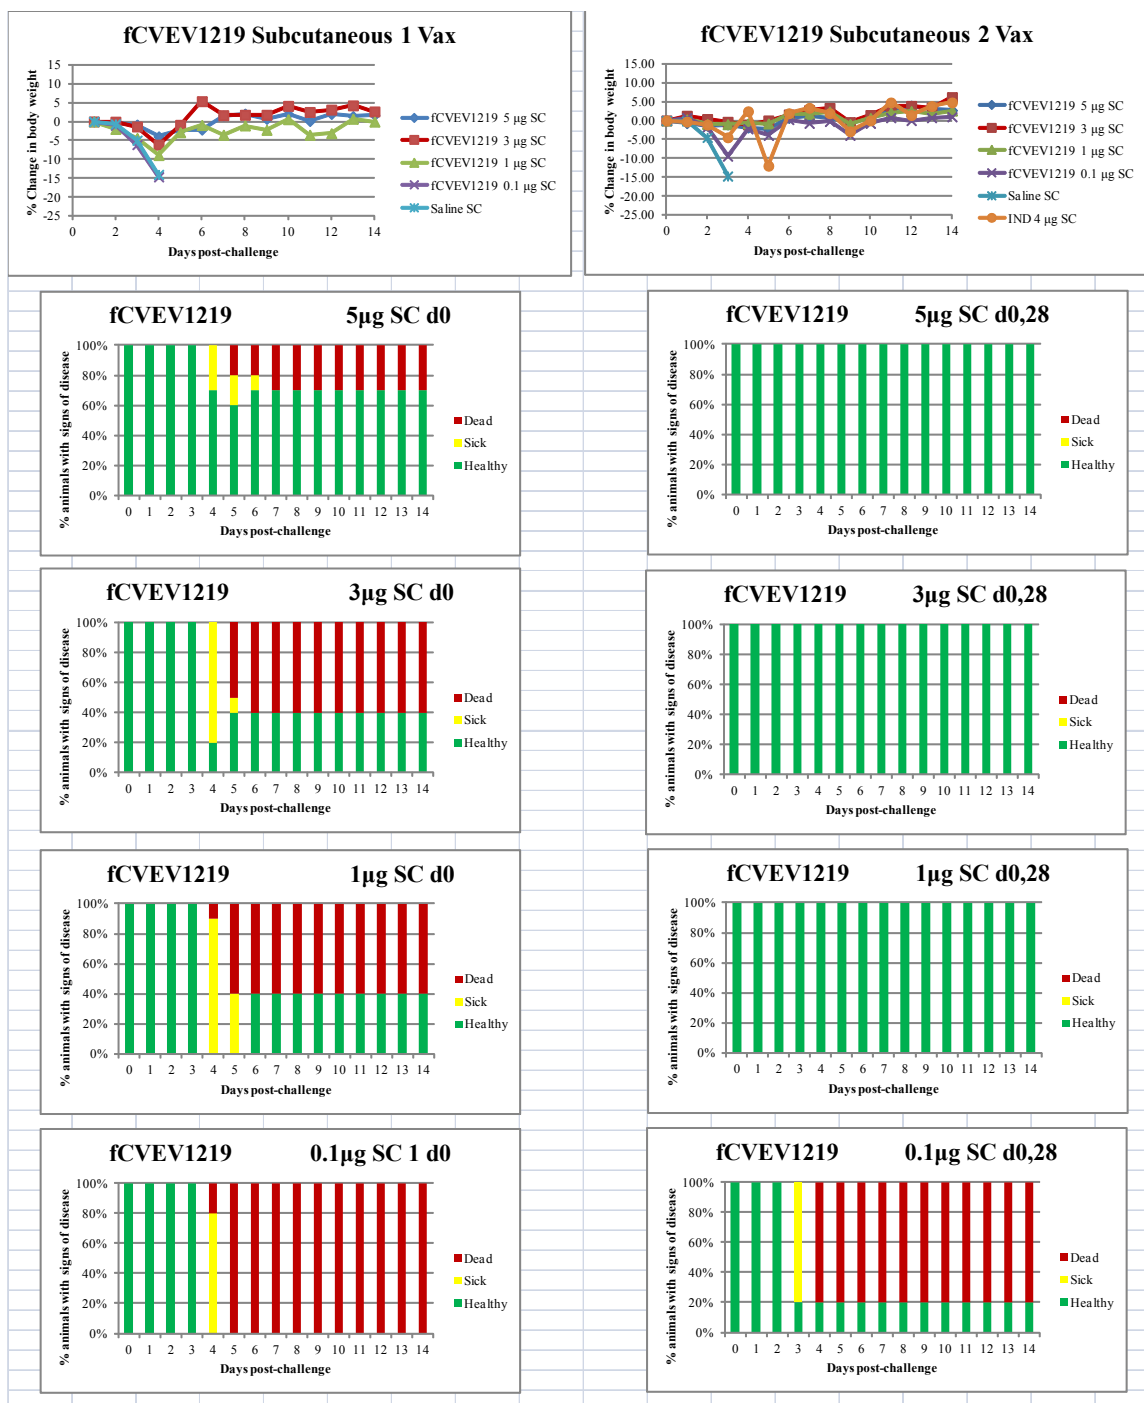 fCVEV1219 Subcutaneous 1 Vax
15
10
5
0
-5
-10
-15
-20
-25
% Change in body weight
0 2 4 6 8 10 12 14
Days post-challenge
fCVEV1219 5 µg SC
fCVEV1219 3 µg SC
fCVEV1219 1 µg SC
fCVEV1219 0.1 µg SC
Saline SC
fCVEV1219 Subcutaneous 2 Vax
15.00
10.00
5.00
0.00
-5.00
-10.00
-15.00
-20.00
-25.00
% Change in body weight
0 2 4 6 8 10 12 14
Days post-challenge
fCVEV1219 5 µg SC
fCVEV1219 3 µg SC
fCVEV1219 1 µg SC
fCVEV1219 0.1 µg SC
Saline SC
IND 4 µg SC
fCVEV1219 5µg SC d0
100%
80%
60%
40%
20%
0%
% animals with signs of disease
0 1 2 3 4 5 6 7 8 9 10 11 12 13 14
Days post-challenge
Dead
Sick
Healthy
fCVEV1219 5µg SC d0,28
100%
80%
60%
40%
20%
0%
% animals with signs of disease
0 1 2 3 4 5 6 7 8 9 10 11 12 13 14
Days post-challenge
Dead
Sick
Healthy
fCVEV1219 3µg SC d0
100%
80%
60%
40%
20%
0%
% animals with signs of disease
0 1 2 3 4 5 6 7 8 9 10 11 12 13 14
Days post-challenge
Dead
Sick
Healthy
fCVEV1219 3µg SC d0,28
100%
80%
60%
40%
20%
0%
% animals with signs of disease
0 1 2 3 4 5 6 7 8 9 10 11 12 13 14
Days post-challenge
Dead
Sick
Healthy
fCVEV1219 1µg SC d0
100%
80%
60%
40%
20%
0%
% animals with signs of disease
0 1 2 3 4 5 6 7 8 9 10 11 12 13 14
Days post-challenge
Dead
Sick
Healthy
fCVEV1219 1µg SC d0,28
100%
80%
60%
40%
20%
0%
% animals with signs of disease
0 1 2 3 4 5 6 7 8 9 10 11 12 13 14
Days post-challenge
Dead
Sick
Healthy
fCVEV1219 0.1µg SC 1 d0
100%
80%
60%
40%
20%
0%
% animals with signs of disease
0 1 2 3 4 5 6 7 8 9 10 11 12 13 14
Days post-challenge
Dead
Sick
Healthy
fCVEV1219 0.1µg SC d0,28
100%
80%
60%
40%
20%
0%
% animals with signs of disease
0 1 2 3 4 5 6 7 8 9 10 11 12 13 14
Days post-challenge
Dead
Sick
Healthy